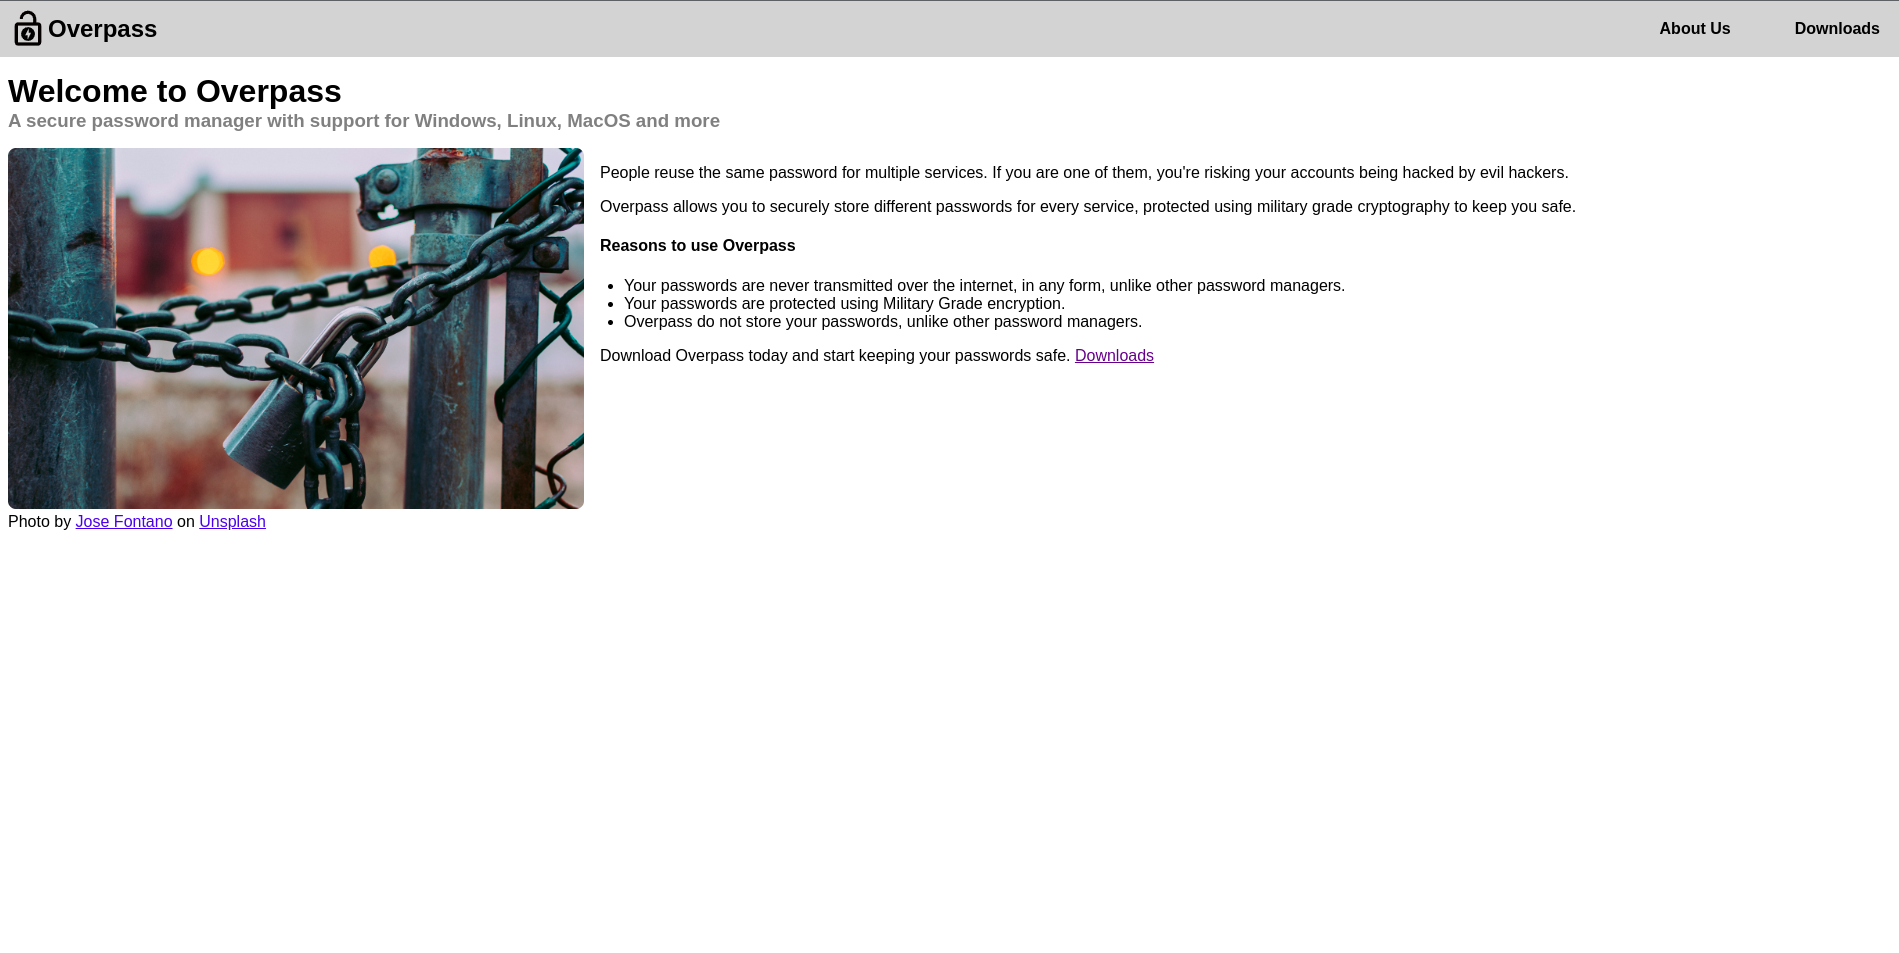 Overpass
About Us
Downloads
Welcome to Overpass
A secure password manager with support for Windows, Linux, MacOS and more
People reuse the same password for multiple services. If you are one of them, you're risking your accounts being hacked by evil hackers.
Overpass allows you to securely store different passwords for every service, protected using military grade cryptography to keep you safe.
Reasons to use Overpass
Your passwords are never transmitted over the internet, in any form, unlike other password managers.
Your passwords are protected using Military Grade encryption.
Overpass do not store your passwords, unlike other password managers.
Download Overpass today and start keeping your passwords safe. Downloads
Photo by Jose Fontano on Unsplash